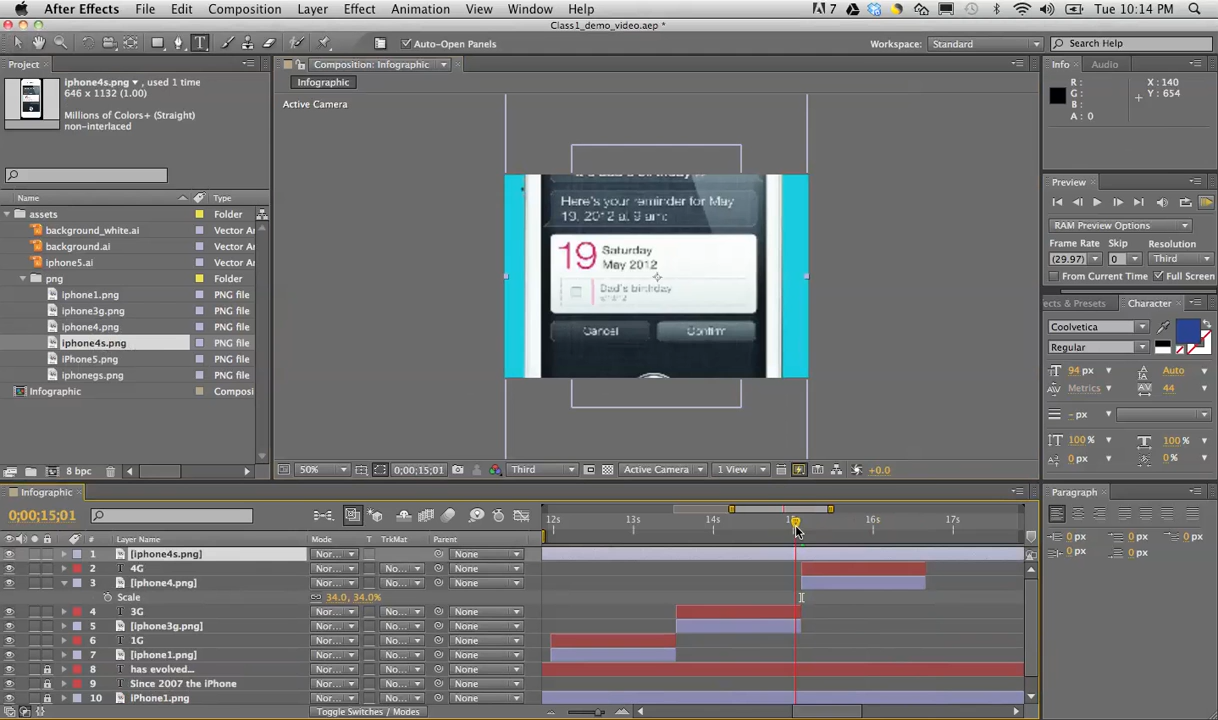 After Effects File Edit Composition Layer Effect Animation View Window Help 7 Tue 10:14 PM
Class1_demo_video.aep *
Auto-Open Panels Workspace: Standard Search Help
Project Composition: Infographic Info Audio
iphone4s.png , used 1 time
646 x 1132 (1.00)
Millions of Colors+ (Straight)
non-interlaced
Infographic
Active Camera
R : X : 140
G : Y : 654
B :
A : 0
Name Type
assets Folder
background_white.ai Vector Ar
background.ai Vector Ar
iphone5.ai Vector Ar
png Folder
iphone1.png PNG file
iphone3g.png PNG file
iphone4.png PNG file
iphone4s.png PNG file
iPhone5.png PNG file
iphonegs.png PNG file
Infographic Composi
8 bpc
Here's your reminder for May
19, 2012 at 9 am:
19 Saturday
May 2012
Dad's birthday
Cancel Confirm
50% 0;00;15;01 Third Active Camera 1 View +0.0
Preview
RAM Preview Options
Frame Rate Skip Resolution
(29.97) 0 Third
From Current Time Full Screen
ects & Presets Character
Coolvetica
Regular
94 px Auto
Metrics 44
- px
100% 100%
0 px 0%
Paragraph
0 px 0 px 0 px
0 px 0 px
Infographic
0;00;15;01
12s 13s 14s 15s 16s 17s
# Layer Name Mode T TrkMat Parent
1 [iphone4s.png] Nor... None
2 4G Nor... No... None
3 [iphone4.png] Nor... No... None
Scale 34.0, 34.0%
4 3G Nor... No... None
5 [iphone3g.png] Nor... No... None
6 1G Nor... No... None
7 [iphone1.png] Nor... No... None
8 has evolved... Nor... No... None
9 Since 2007 the iPhone Nor... No... None
10 iPhone1.png Nor... No... None
Toggle Switches / Modes